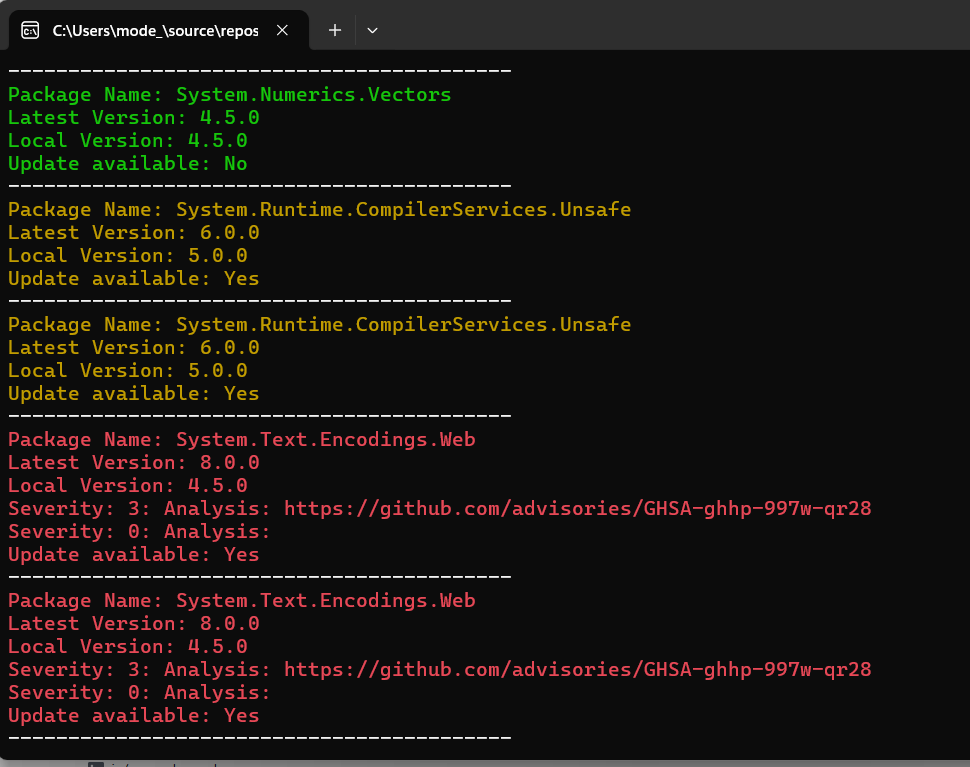 C:\Users\mode_\source\repos
------------------------------------------
Package Name: System.Numerics.Vectors
Latest Version: 4.5.0
Local Version: 4.5.0
Update available: No
------------------------------------------
Package Name: System.Runtime.CompilerServices.Unsafe
Latest Version: 6.0.0
Local Version: 5.0.0
Update available: Yes
------------------------------------------
Package Name: System.Runtime.CompilerServices.Unsafe
Latest Version: 6.0.0
Local Version: 5.0.0
Update available: Yes
------------------------------------------
Package Name: System.Text.Encodings.Web
Latest Version: 8.0.0
Local Version: 4.5.0
Severity: 3: Analysis: https://github.com/advisories/GHSA-ghhp-997w-qr28
Severity: 0: Analysis:
Update available: Yes
------------------------------------------
Package Name: System.Text.Encodings.Web
Latest Version: 8.0.0
Local Version: 4.5.0
Severity: 3: Analysis: https://github.com/advisories/GHSA-ghhp-997w-qr28
Severity: 0: Analysis:
Update available: Yes
------------------------------------------